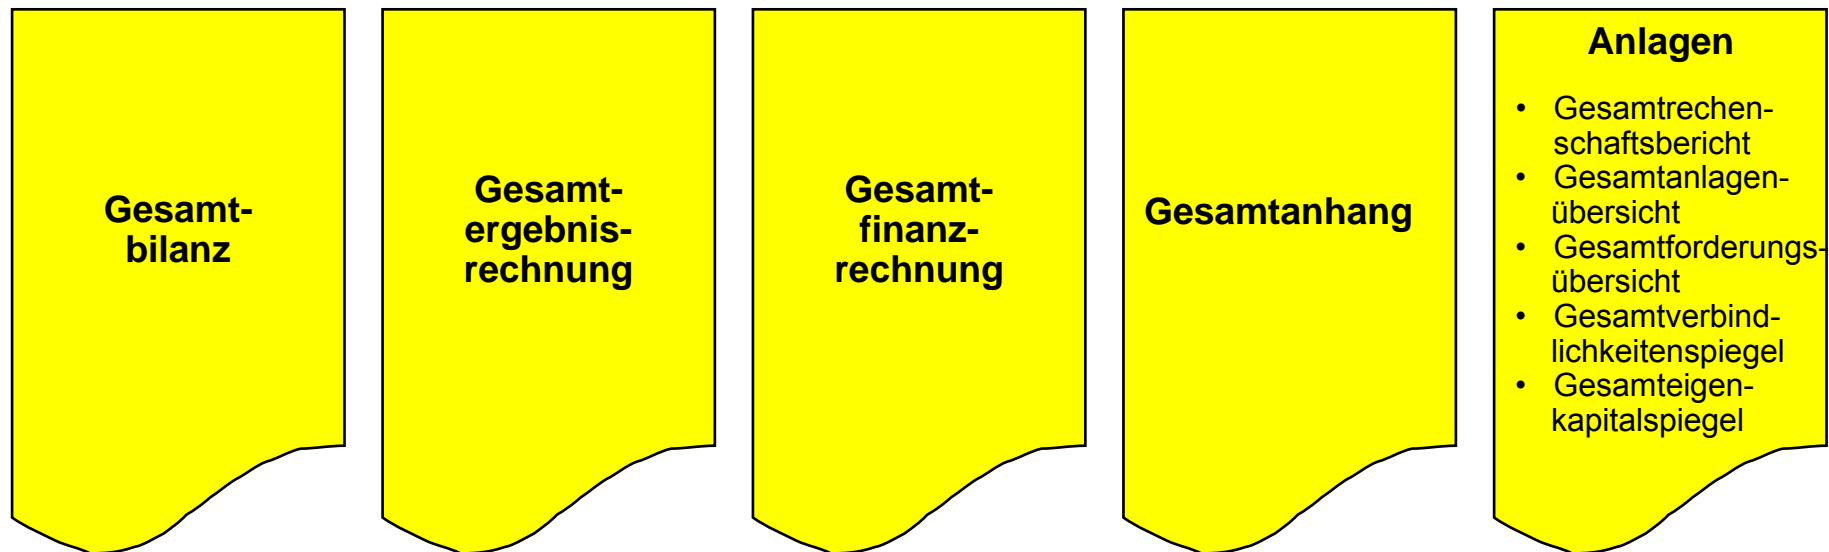 Gesamt-
bilanz
Gesamt-
ergebnis-
rechnung
Gesamt-
finanz-
rechnung
Gesamtanhang
Anlagen
• Gesamtrechen-
schaftsbericht
• Gesamtanlagen-
übersicht
• Gesamtforderungs-
übersicht
• Gesamtverbind-
lichkeitenspiegel
• Gesamteigen-
kapitalspiegel